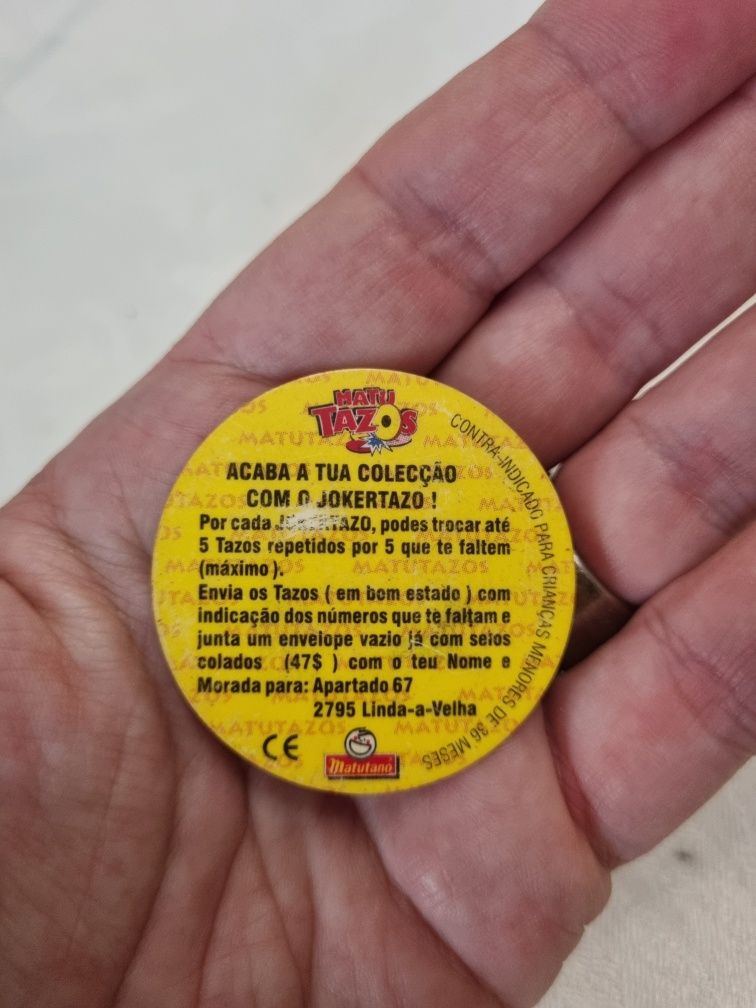 MATU
TAZOS
ACABA A TUA COLECÇÃO
COM O JOKERTAZO !
Por cada JOKERTAZO, podes trocar até
5 Tazos repetidos por 5 que te faltem
(máximo).
Envia os Tazos ( em bom estado ) com
indicação dos números que te faltam e
junta um envelope vazio já com selos
colados (47$ ) com o teu Nome e
Morada para: Apartado 67
2795 Linda-a-Velha
CE
Matutano
CONTRA-INDICADO PARA CRIANÇAS MENORES DE 36 MESES